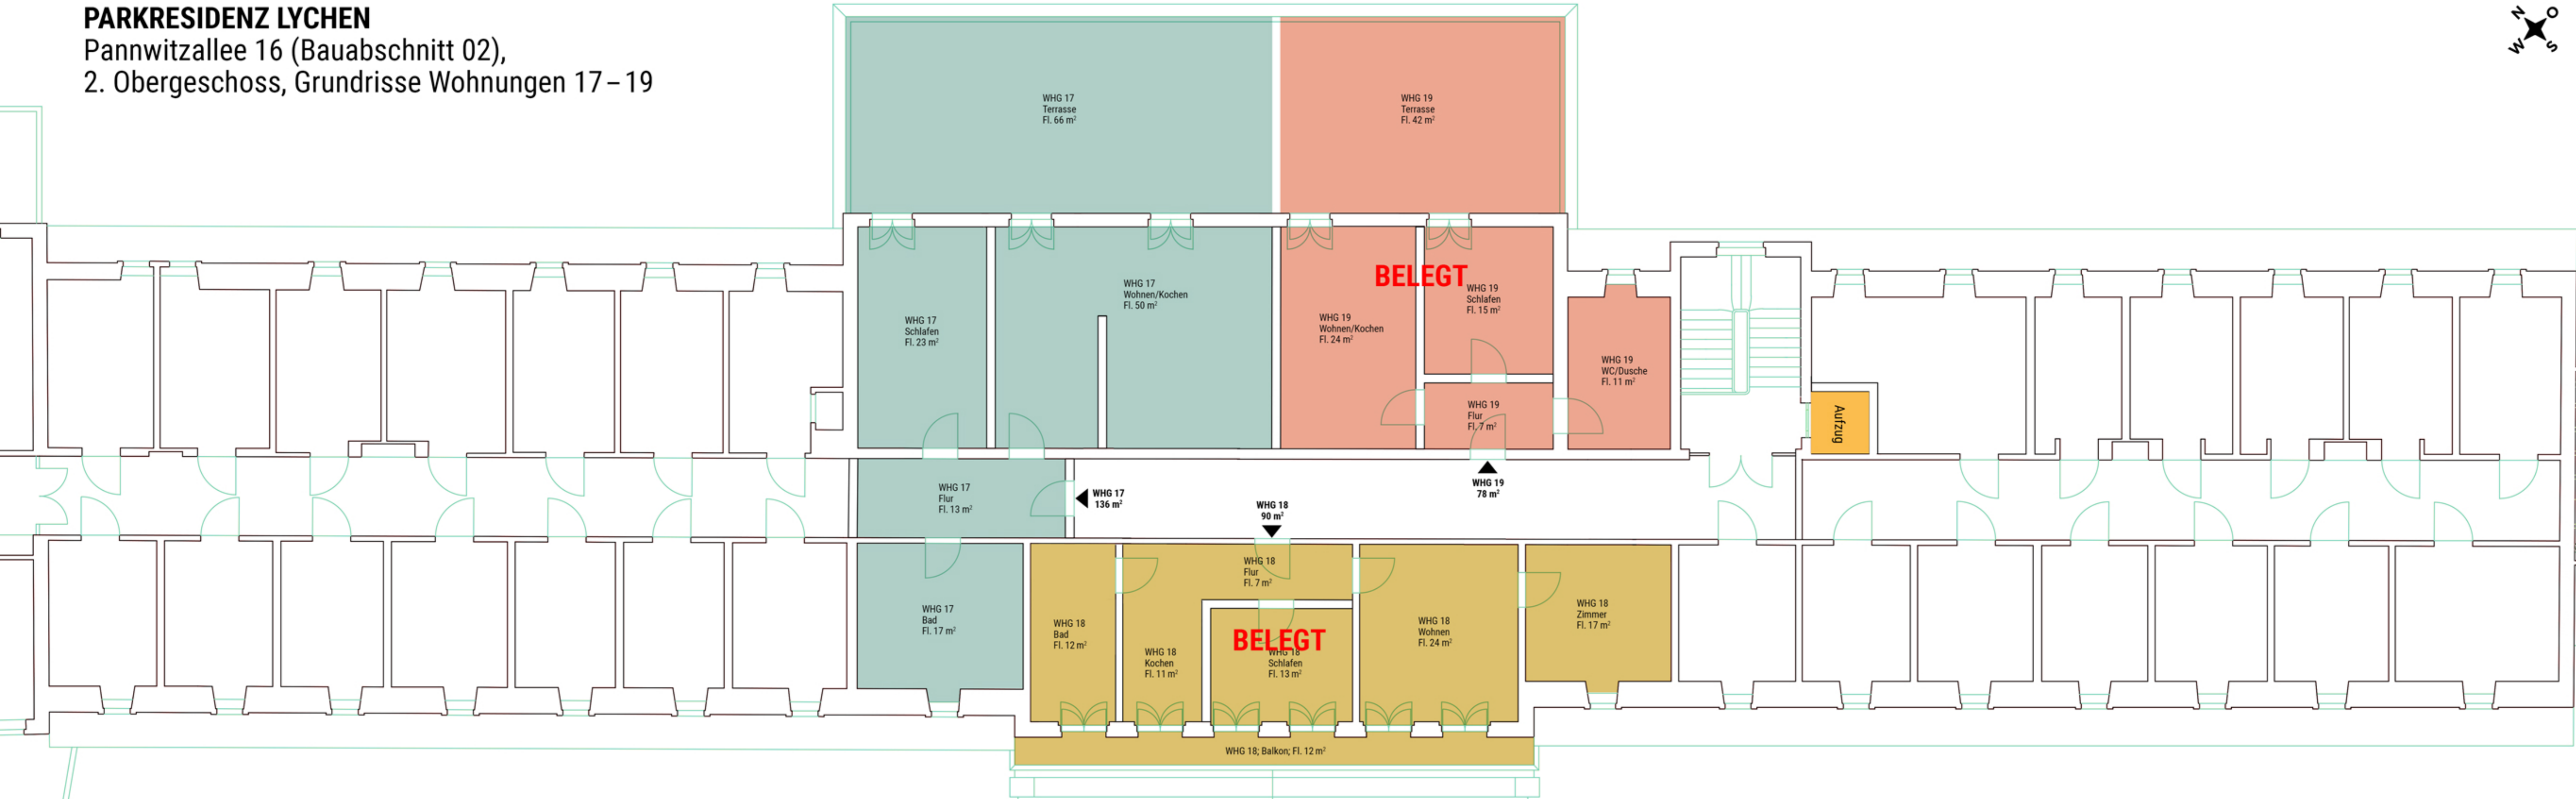 PARKRESIDENZ LYCHEN
Pannwitzallee 16 (Bauabschnitt 02),
2. Obergeschoss, Grundrisse Wohnungen 17–19
N
O
W
S
WHG 17
Terrasse
Fl. 66 m²
WHG 19
Terrasse
Fl. 42 m²
WHG 17
Schlafen
Fl. 23 m²
WHG 17
Wohnen/Kochen
Fl. 50 m²
BELEGT
WHG 19
Wohnen/Kochen
Fl. 24 m²
WHG 19
Schlafen
Fl. 15 m²
WHG 19
WC/Dusche
Fl. 11 m²
WHG 19
Flur
Fl. 7 m²
Aufzug
WHG 17
Flur
Fl. 13 m²
WHG 17
136 m²
WHG 18
90 m²
WHG 19
78 m²
WHG 17
Bad
Fl. 17 m²
WHG 18
Bad
Fl. 12 m²
WHG 18
Kochen
Fl. 11 m²
WHG 18
Flur
Fl. 7 m²
BELEGT
WHG 18
Schlafen
Fl. 13 m²
WHG 18
Wohnen
Fl. 24 m²
WHG 18
Zimmer
Fl. 17 m²
WHG 18; Balkon; Fl. 12 m²